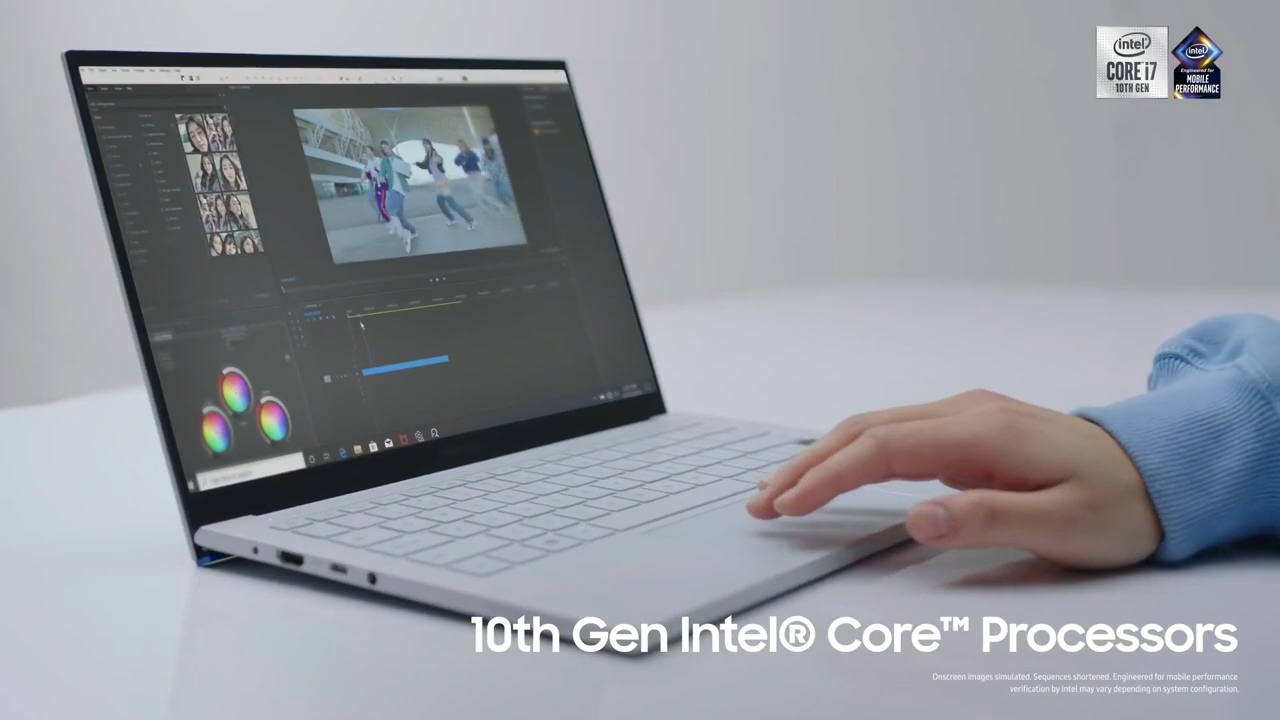 intel
CORE i7
10TH GEN
intel
Engineered for
MOBILE
PERFORMANCE
10th Gen Intel® Core™ Processors
Onscreen images simulated. Sequences shortened. Engineered for mobile performance
verification by Intel may vary depending on system configuration.